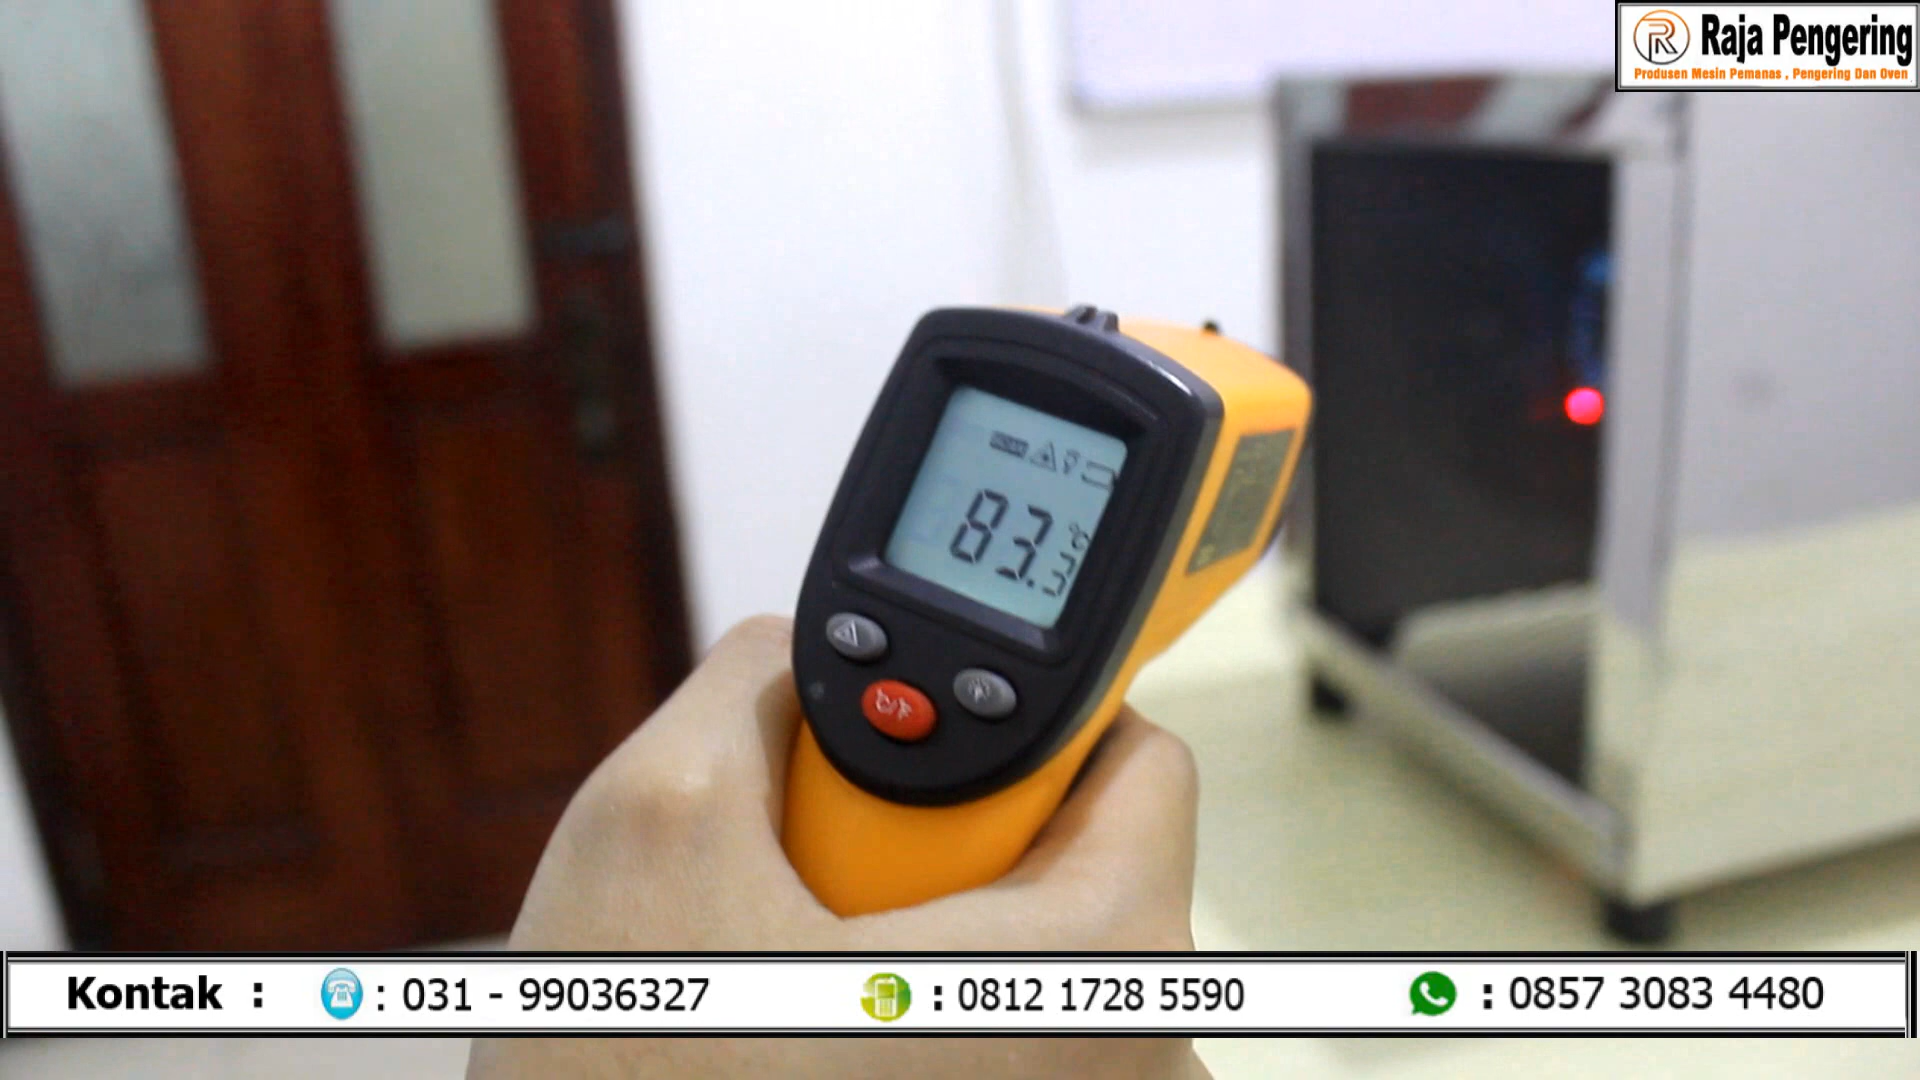 Raja Pengering
Produsen Mesin Pemanas , Pengering Dan Oven
83.3 °C
°C/°F
Kontak : : 031 - 99036327 : 0812 1728 5590 : 0857 3083 4480